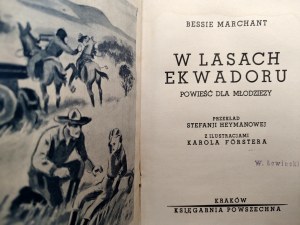 BESSIE MARCHANT
W LASACH
EKWADORU
POWIEŚĆ DLA MŁODZIEŻY
PRZEKŁAD
STEFANJI HEYMANOWEJ
Z ILUSTRACJAMI
KAROLA FÖRSTERA
KRAKÓW
KSIĘGARNIA POWSZECHNA